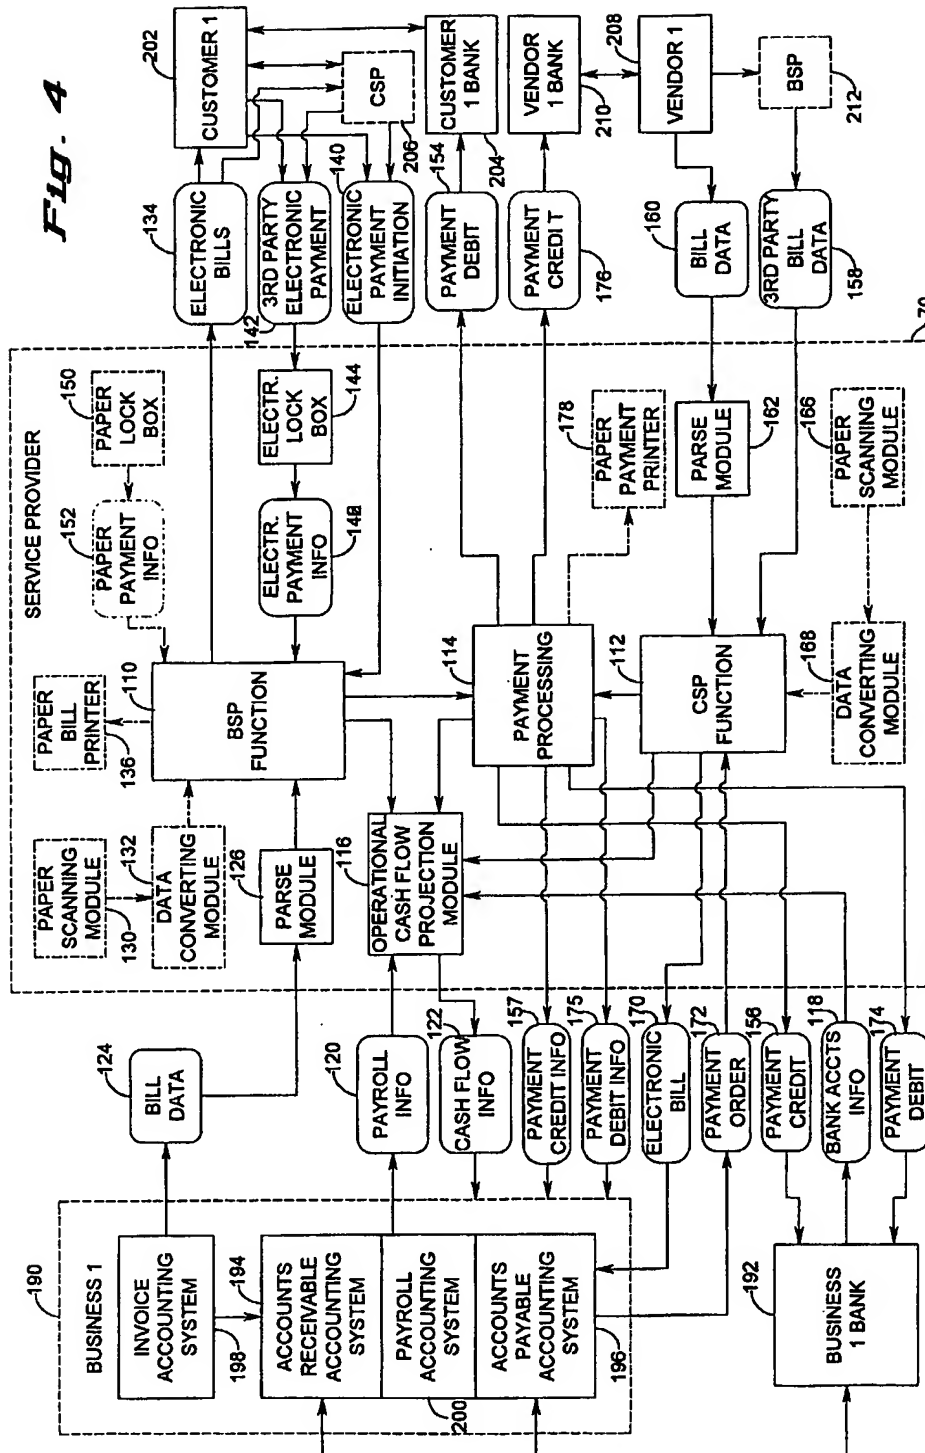 Fig. 4
190
BUSINESS 1
INVOICE
ACCOUNTING
SYSTEM
198
194
ACCOUNTS
RECEIVABLE
ACCOUNTING
SYSTEM
PAYROLL
ACCOUNTING
SYSTEM
200
ACCOUNTS
PAYABLE
ACCOUNTING
SYSTEM
196
192
BUSINESS
1 BANK
124
BILL
DATA
120
PAYROLL
INFO
122
CASH FLOW
INFO
157
PAYMENT
CREDIT INFO
175
PAYMENT
DEBIT INFO
170
ELECTRONIC
BILL
172
PAYMENT
ORDER
156
PAYMENT
CREDIT
118
BANK ACCTS
INFO
174
PAYMENT
DEBIT
SERVICE PROVIDER
PAPER
SCANNING
MODULE
130
132
DATA
CONVERTING
MODULE
126
PARSE
MODULE
116
OPERATIONAL
CASH FLOW
PROJECTION
MODULE
PAPER
BILL
PRINTER
136
110
BSP
FUNCTION
114
PAYMENT
PROCESSING
112
CSP
FUNCTION
168
DATA
CONVERTING
MODULE
150
PAPER
LOCK
BOX
152
PAPER
PAYMENT
INFO
144
ELECTR.
LOCK
BOX
ELECTR.
PAYMENT
INFO
178
PAPER
PAYMENT
PRINTER
162
PARSE
MODULE
166
PAPER
SCANNING
MODULE
134
ELECTRONIC
BILLS
142
3RD PARTY
ELECTRONIC
PAYMENT
140
ELECTRONIC
PAYMENT
INITIATION
154
PAYMENT
DEBIT
176
PAYMENT
CREDIT
160
BILL
DATA
158
3RD PARTY
BILL
DATA
202
CUSTOMER 1
CSP
206
CUSTOMER
1 BANK
204
VENDOR
1 BANK
210
208
VENDOR 1
BSP
212